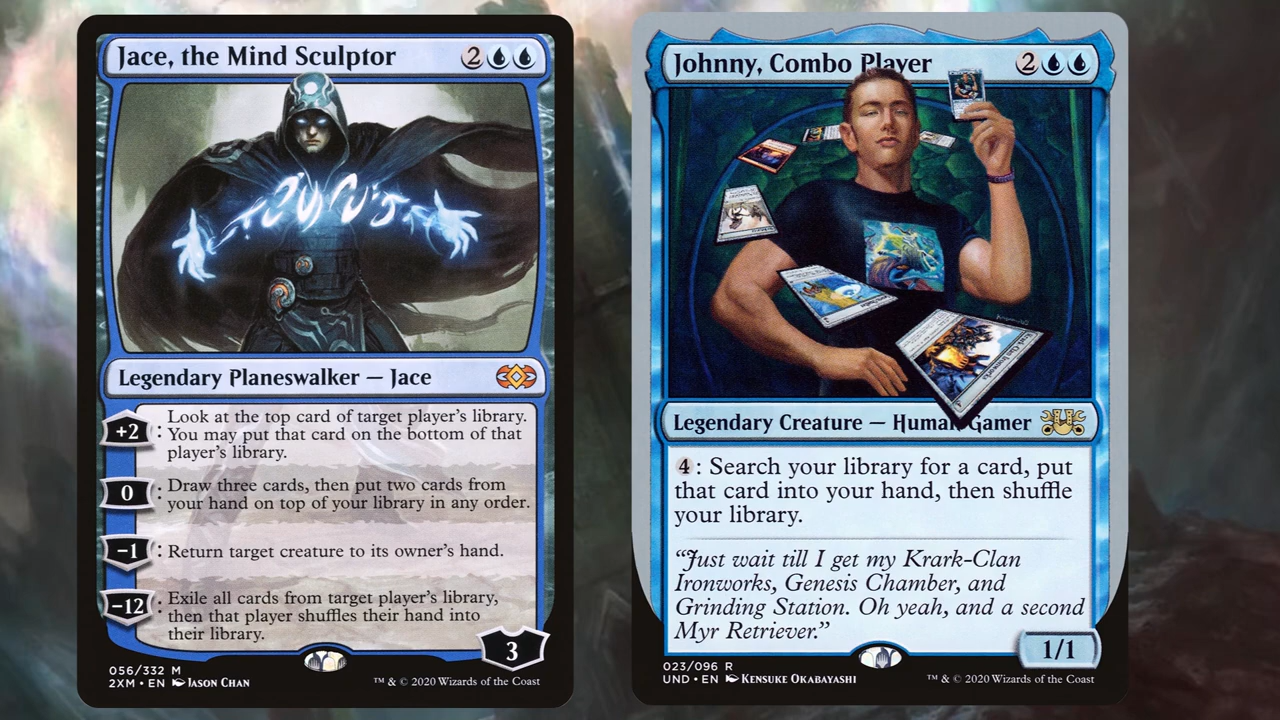 Jace, the Mind Sculptor
2
Legendary Planeswalker — Jace
+2: Look at the top card of target player's library.
You may put that card on the bottom of that
player's library.
0: Draw three cards, then put two cards from
your hand on top of your library in any order.
−1: Return target creature to its owner's hand.
−12: Exile all cards from target player's library,
then that player shuffles their hand into
their library.
3
056/332 M
2XM • EN Jason Chan
™ & © 2020 Wizards of the Coast
Johnny, Combo Player
2
Legendary Creature — Human Gamer
4: Search your library for a card, put
that card into your hand, then shuffle
your library.
"Just wait till I get my Krark-Clan
Ironworks, Genesis Chamber, and
Grinding Station. Oh yeah, and a second
Myr Retriever."
1/1
023/096 R
UND • EN Kensuke Okabayashi
™ & © 2020 Wizards of the Coast